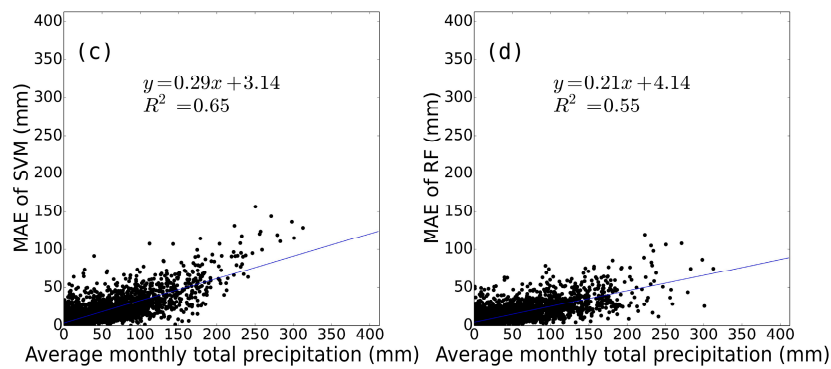 (c)
y=0.29x+3.14
R² =0.65
MAE of SVM (mm)
400
350
300
250
200
150
100
50
0
0 50 100 150 200 250 300 350 400
Average monthly total precipitation (mm)
(d)
y=0.21x+4.14
R² =0.55
MAE of RF (mm)
400
350
300
250
200
150
100
50
0
0 50 100 150 200 250 300 350 400
Average monthly total precipitation (mm)